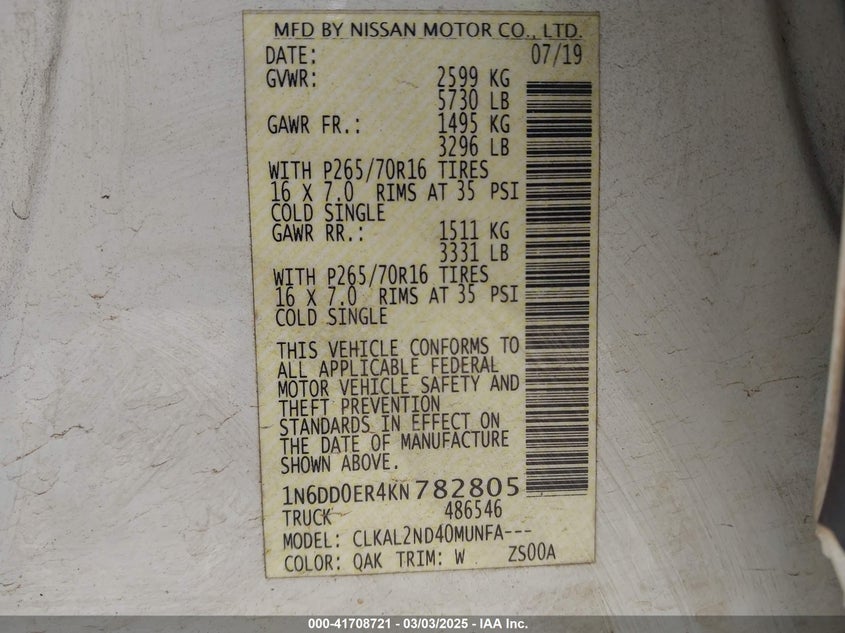 MFD BY NISSAN MOTOR CO., LTD.
DATE: 07/19
GVWR: 2599 KG
5730 LB
GAWR FR.: 1495 KG
3296 LB
WITH P265/70R16 TIRES
16 X 7.0 RIMS AT 35 PSI
COLD SINGLE
GAWR RR.: 1511 KG
3331 LB
WITH P265/70R16 TIRES
16 X 7.0 RIMS AT 35 PSI
COLD SINGLE
THIS VEHICLE CONFORMS TO
ALL APPLICABLE FEDERAL
MOTOR VEHICLE SAFETY AND
THEFT PREVENTION
STANDARDS IN EFFECT ON
THE DATE OF MANUFACTURE
SHOWN ABOVE.
1N6DD0ER4KN782805
TRUCK 486546
MODEL: CLKAL2ND40MUNFA---
COLOR: QAK TRIM: W ZS00A
000-41708721 - 03/03/2025 - IAA Inc.